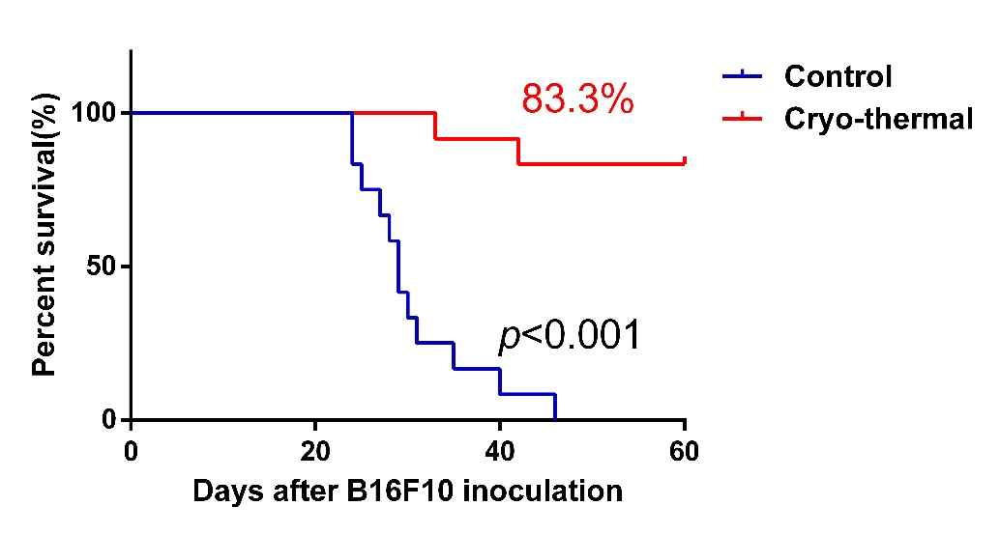 Percent survival(%)
100
50
0
0 20 40 60
Days after B16F10 inoculation
83.3%
p<0.001
Control
Cryo-thermal